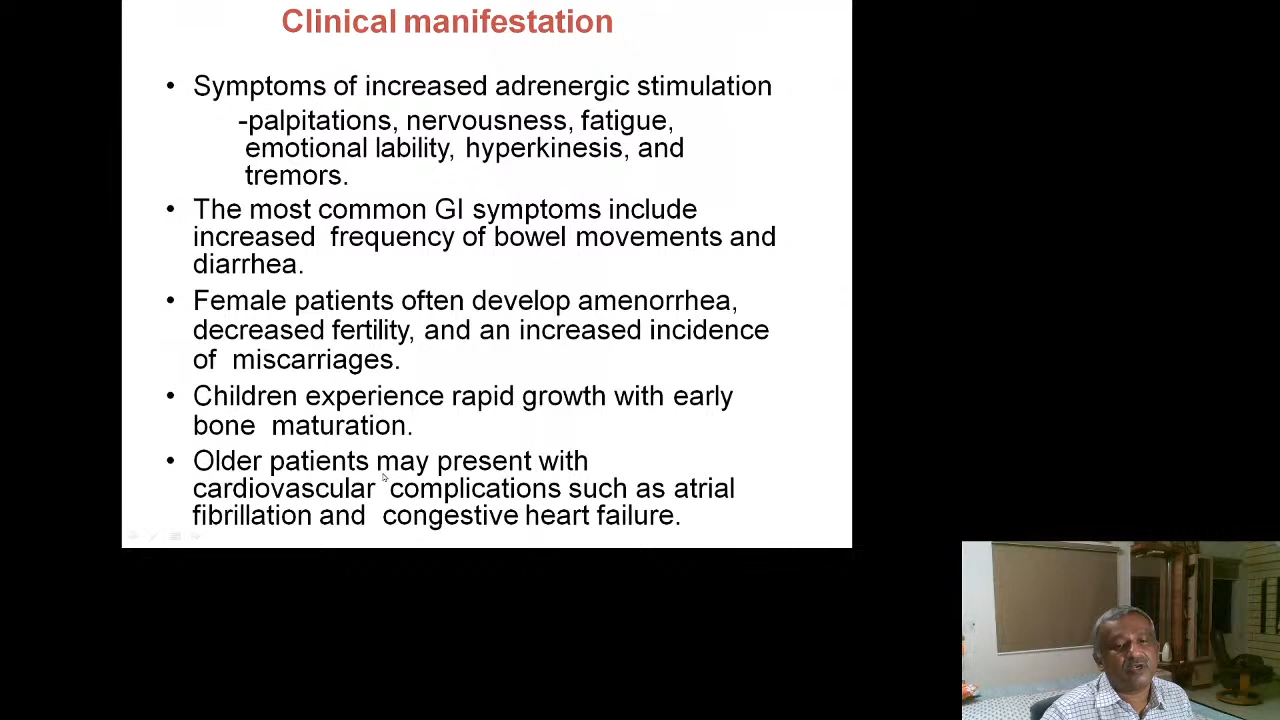 Clinical manifestation
• Symptoms of increased adrenergic stimulation
-palpitations, nervousness, fatigue,
emotional lability, hyperkinesis, and
tremors.
• The most common GI symptoms include
increased frequency of bowel movements and
diarrhea.
• Female patients often develop amenorrhea,
decreased fertility, and an increased incidence
of miscarriages.
• Children experience rapid growth with early
bone maturation.
• Older patients may present with
cardiovascular complications such as atrial
fibrillation and congestive heart failure.